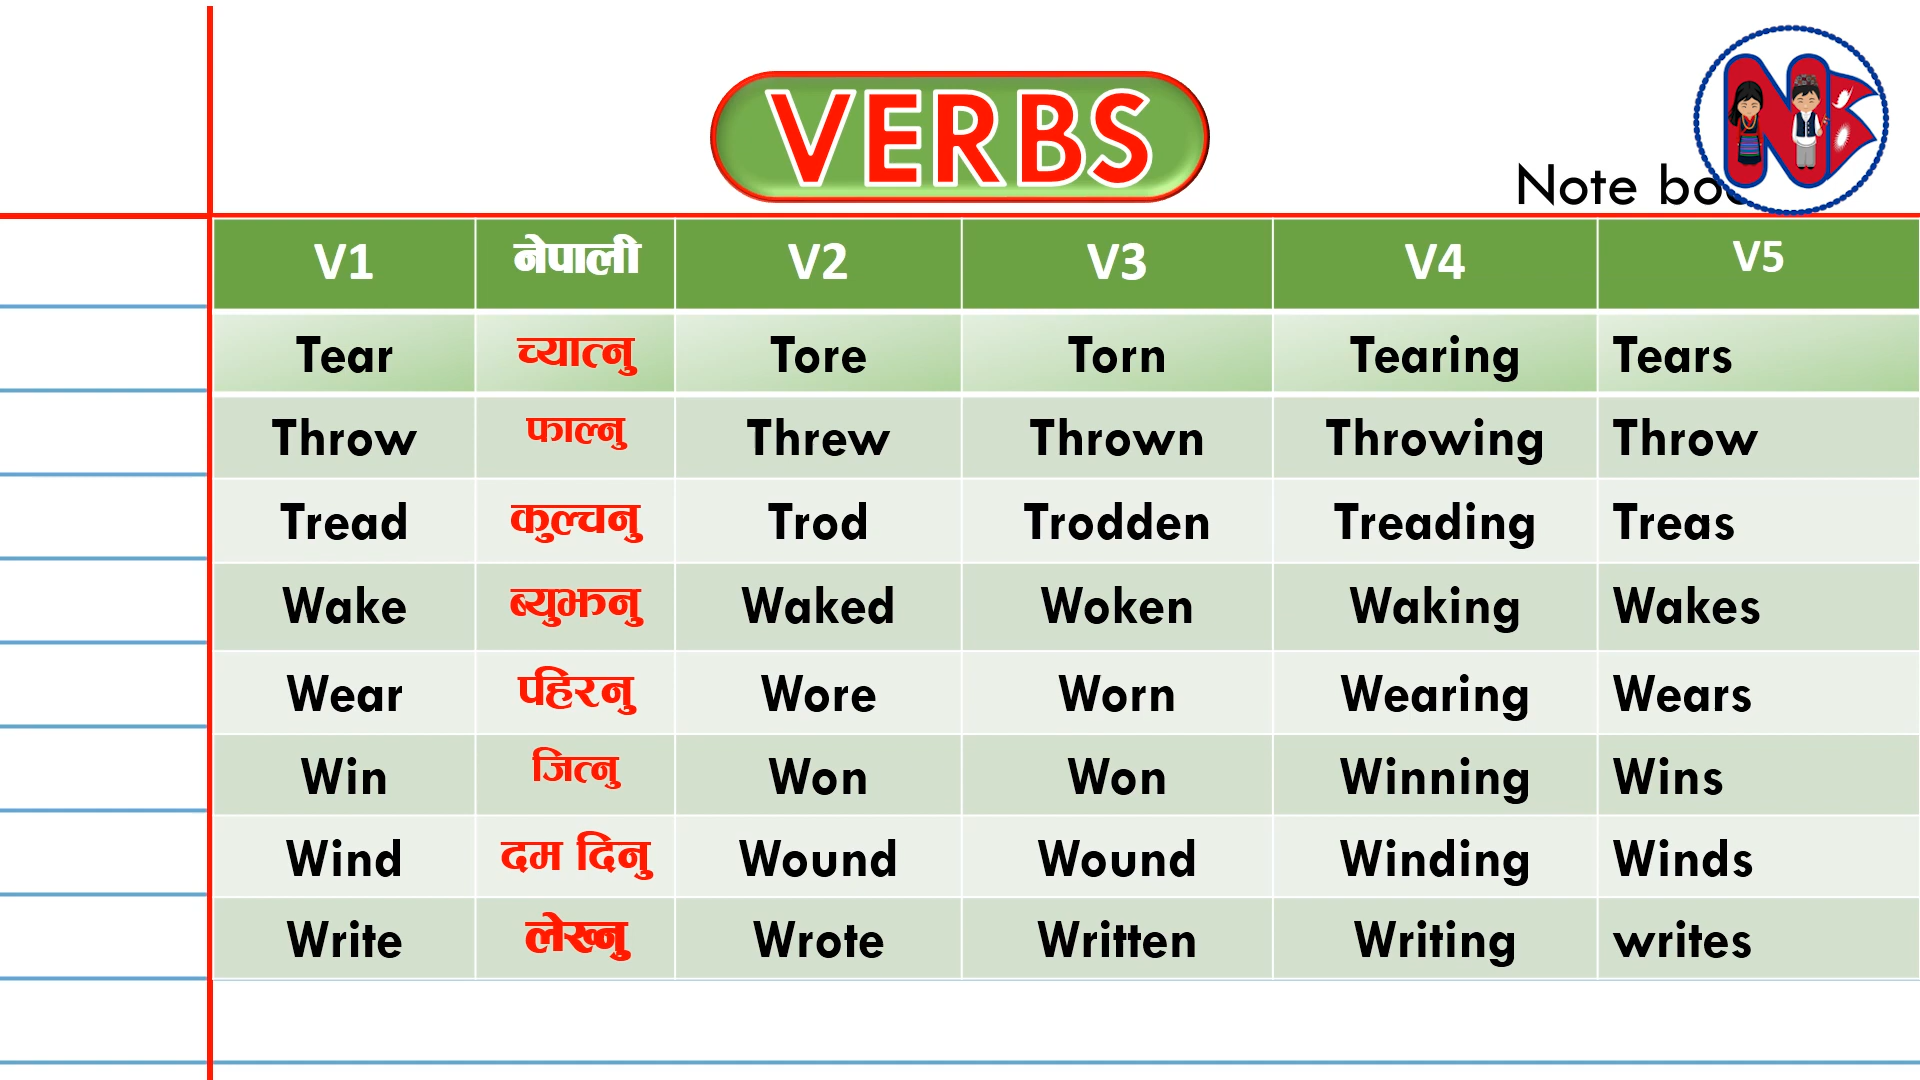 VERBS
Note bo
V1 नेपाली V2 V3 V4 V5
Tear च्यात्नु Tore Torn Tearing Tears
Throw फाल्नु Threw Thrown Throwing Throw
Tread कुल्चनु Trod Trodden Treading Treas
Wake ब्युझनु Waked Woken Waking Wakes
Wear पहिरनु Wore Worn Wearing Wears
Win जित्नु Won Won Winning Wins
Wind दम दिनु Wound Wound Winding Winds
Write लेख्नु Wrote Written Writing writes